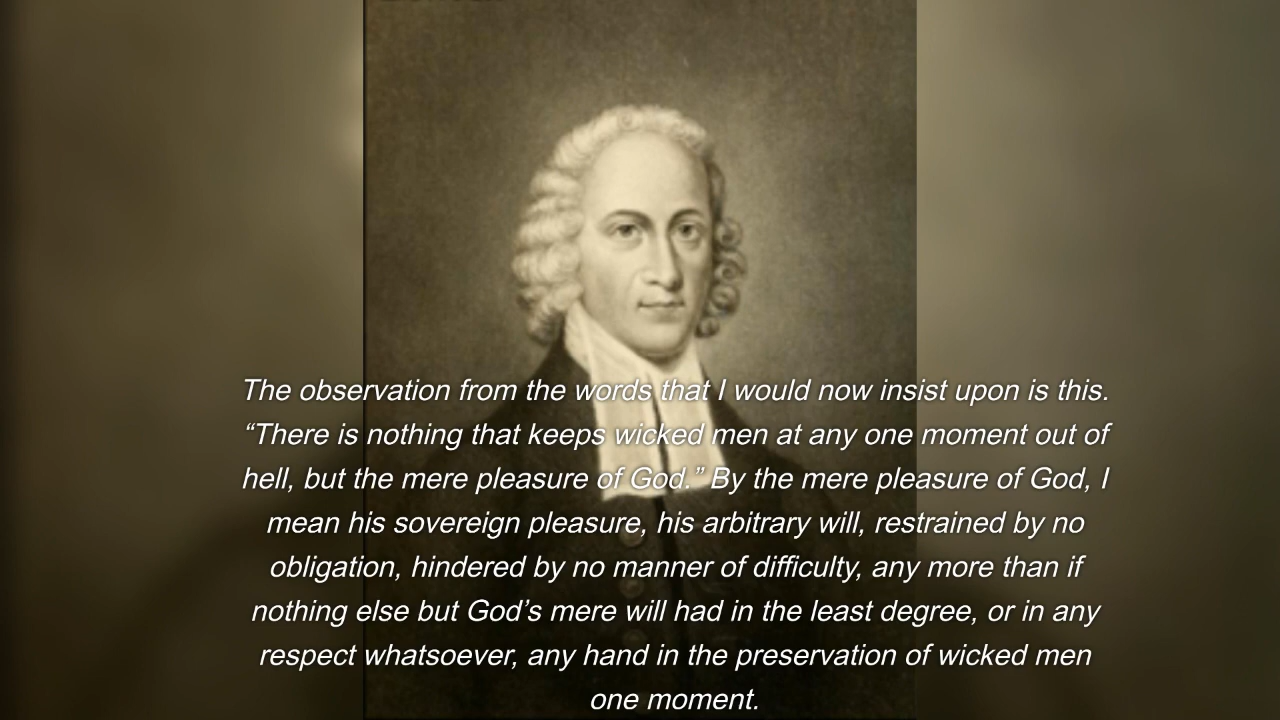 The observation from the words that I would now insist upon is this.
“There is nothing that keeps wicked men at any one moment out of
hell, but the mere pleasure of God.” By the mere pleasure of God, I
mean his sovereign pleasure, his arbitrary will, restrained by no
obligation, hindered by no manner of difficulty, any more than if
nothing else but God’s mere will had in the least degree, or in any
respect whatsoever, any hand in the preservation of wicked men
one moment.